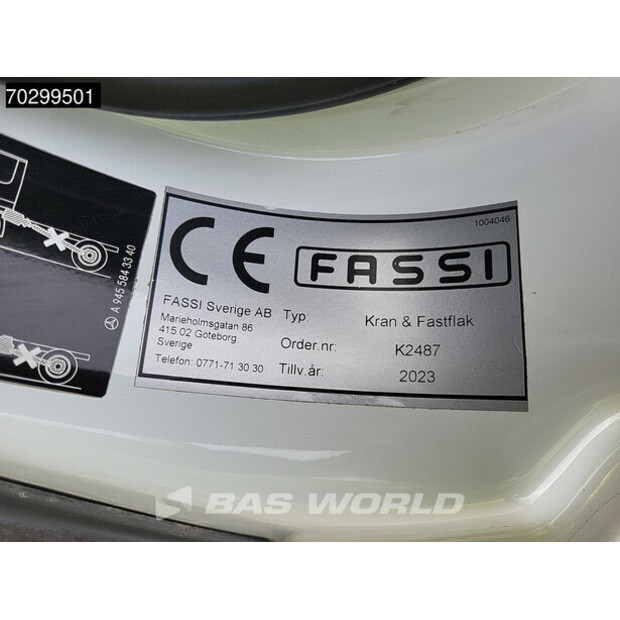 70299501
A 945 584 33 40
1004046
CE FASSI
FASSI Sverige AB
Marieholmsgatan 86
415 02 Göteborg
Sverige
Telefon: 0771-71 30 30
Typ: Kran & Fastflak
Order.nr: K2487
Tillv.år: 2023
BAS WORLD